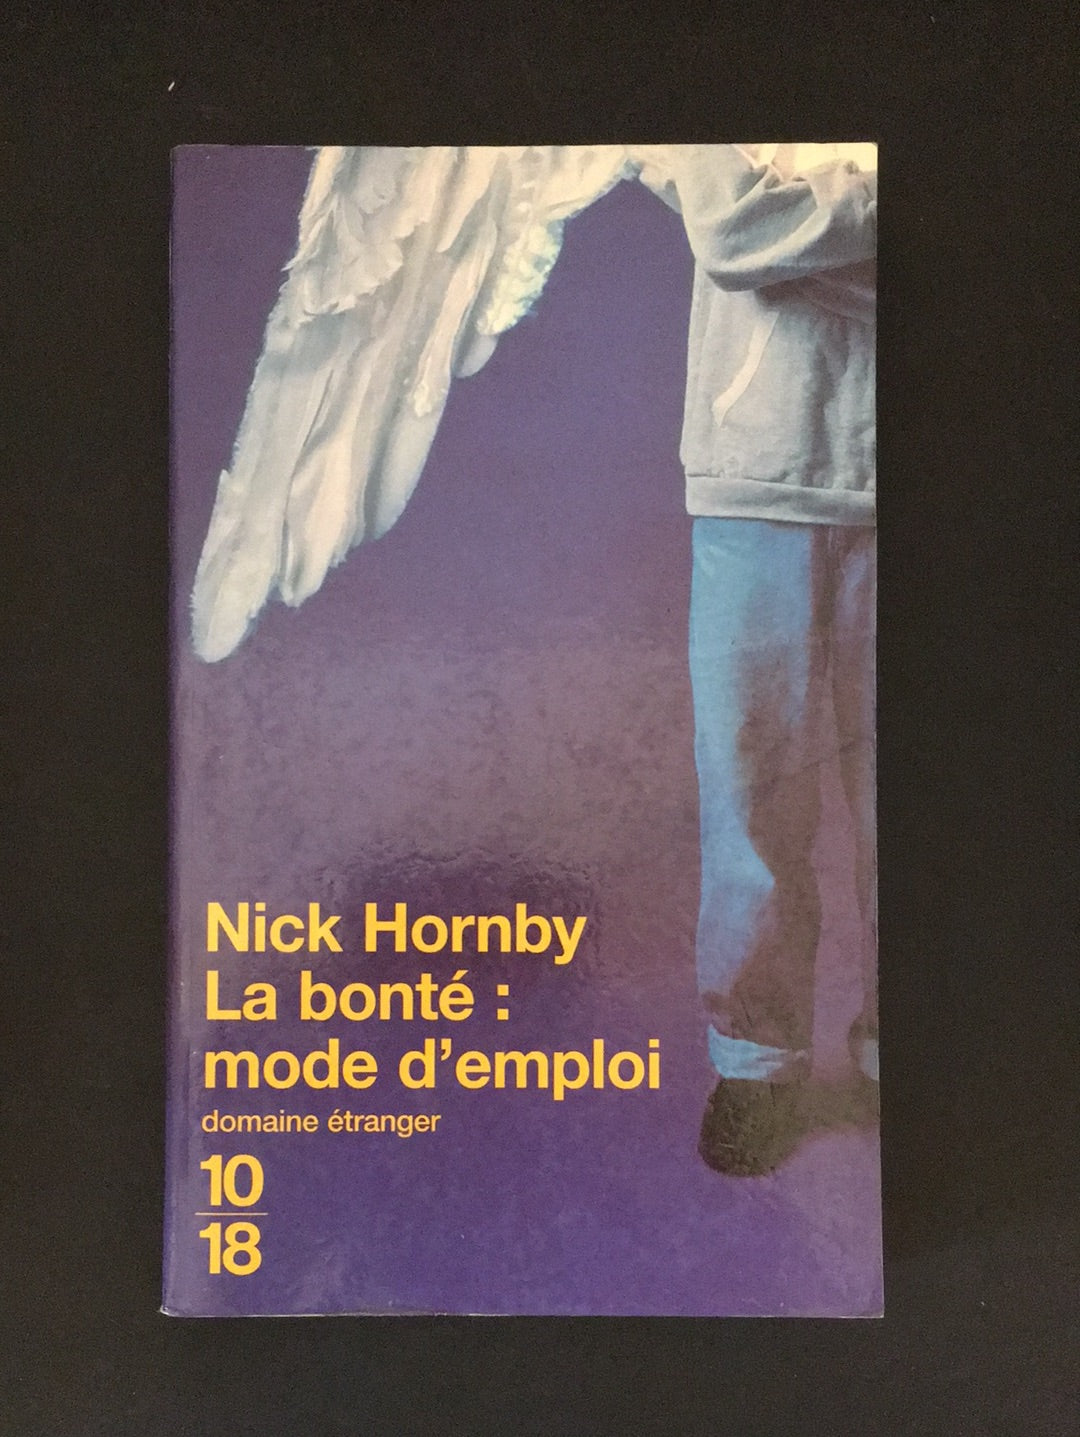 Nick Hornby
La bonté :
mode d'emploi
domaine étranger
10
18